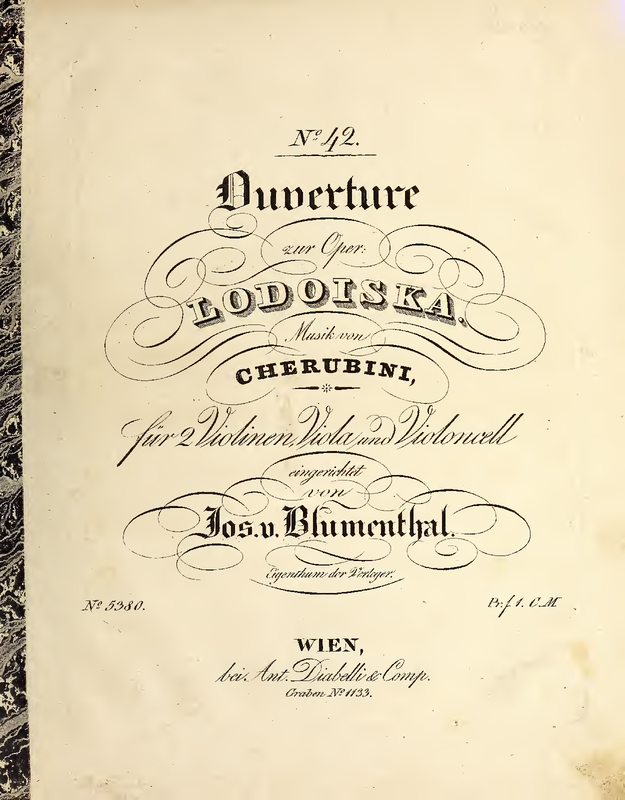 No 42.
Ouverture
zur Oper:
LODOISKA.
Musik von
CHERUBINI,
für 2 Violinen, Viola und Violoncell
eingerichtet
von
Jos. v. Blumenthal.
Eigenthum der Verleger.
No 5380.
Pr. f 1. C.M.
WIEN,
bei Ant. Diabelli & Comp.
Graben No 1133.